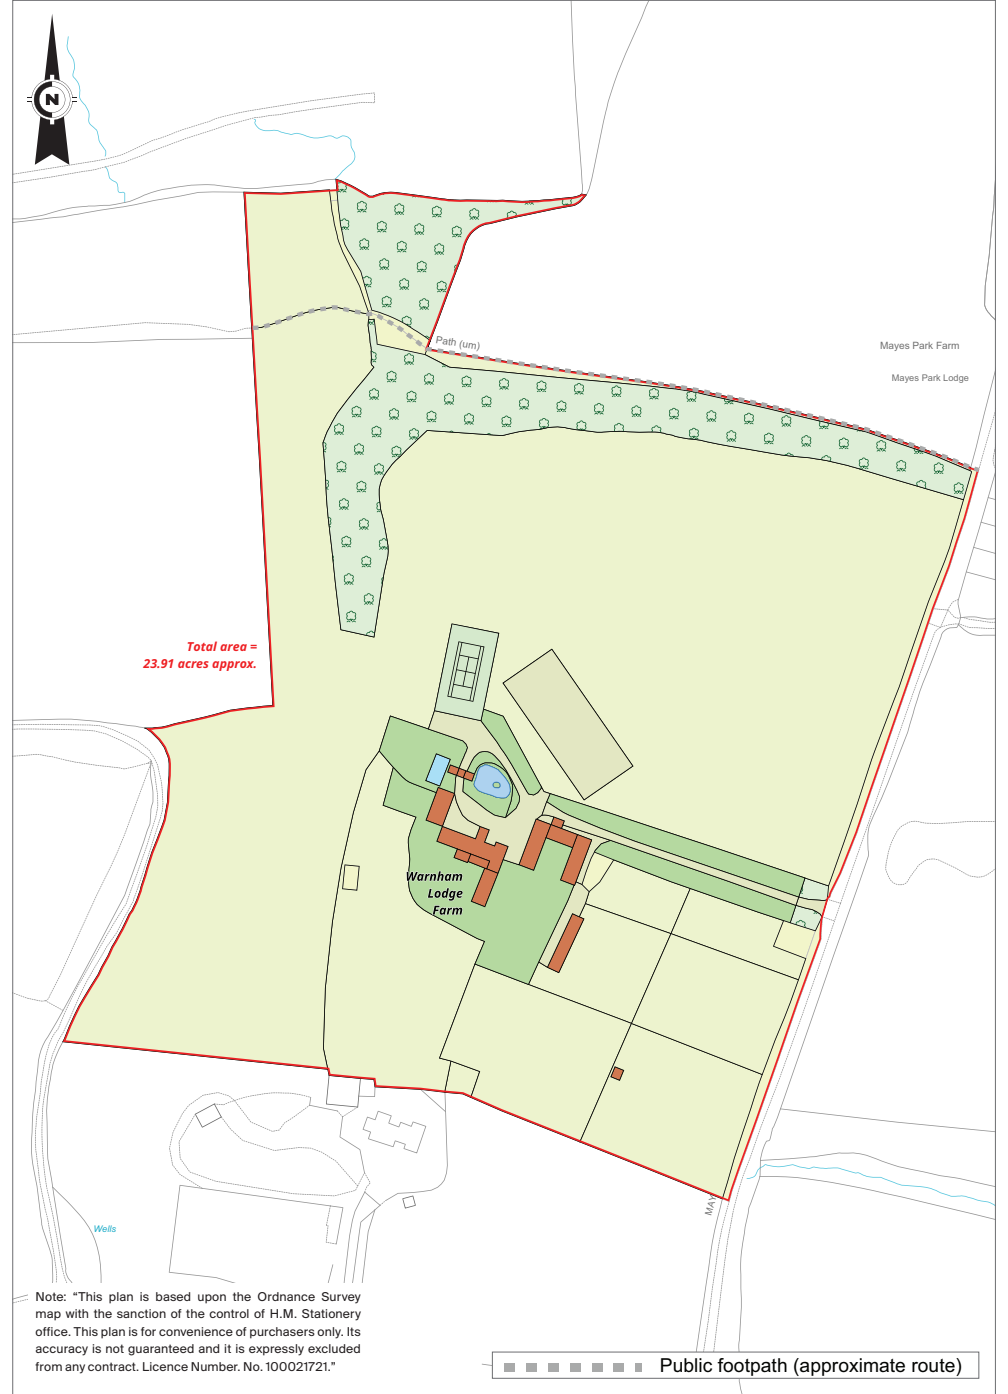 N
Path (um)
Mayes Park Farm
Mayes Park Lodge
Total area =
23.91 acres approx.
Warnham
Lodge
Farm
MAY
Wells
Note: “This plan is based upon the Ordnance Survey
map with the sanction of the control of H.M. Stationery
office. This plan is for convenience of purchasers only. Its
accuracy is not guaranteed and it is expressly excluded
from any contract. Licence Number. No. 100021721.”
Public footpath (approximate route)